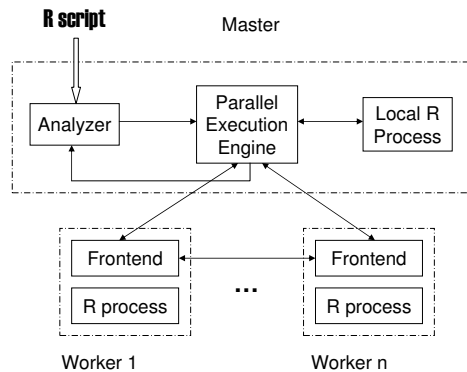 R script
Master
Analyzer
Parallel
Execution
Engine
Local R
Process
Frontend
R process
...
Frontend
R process
Worker 1
Worker n